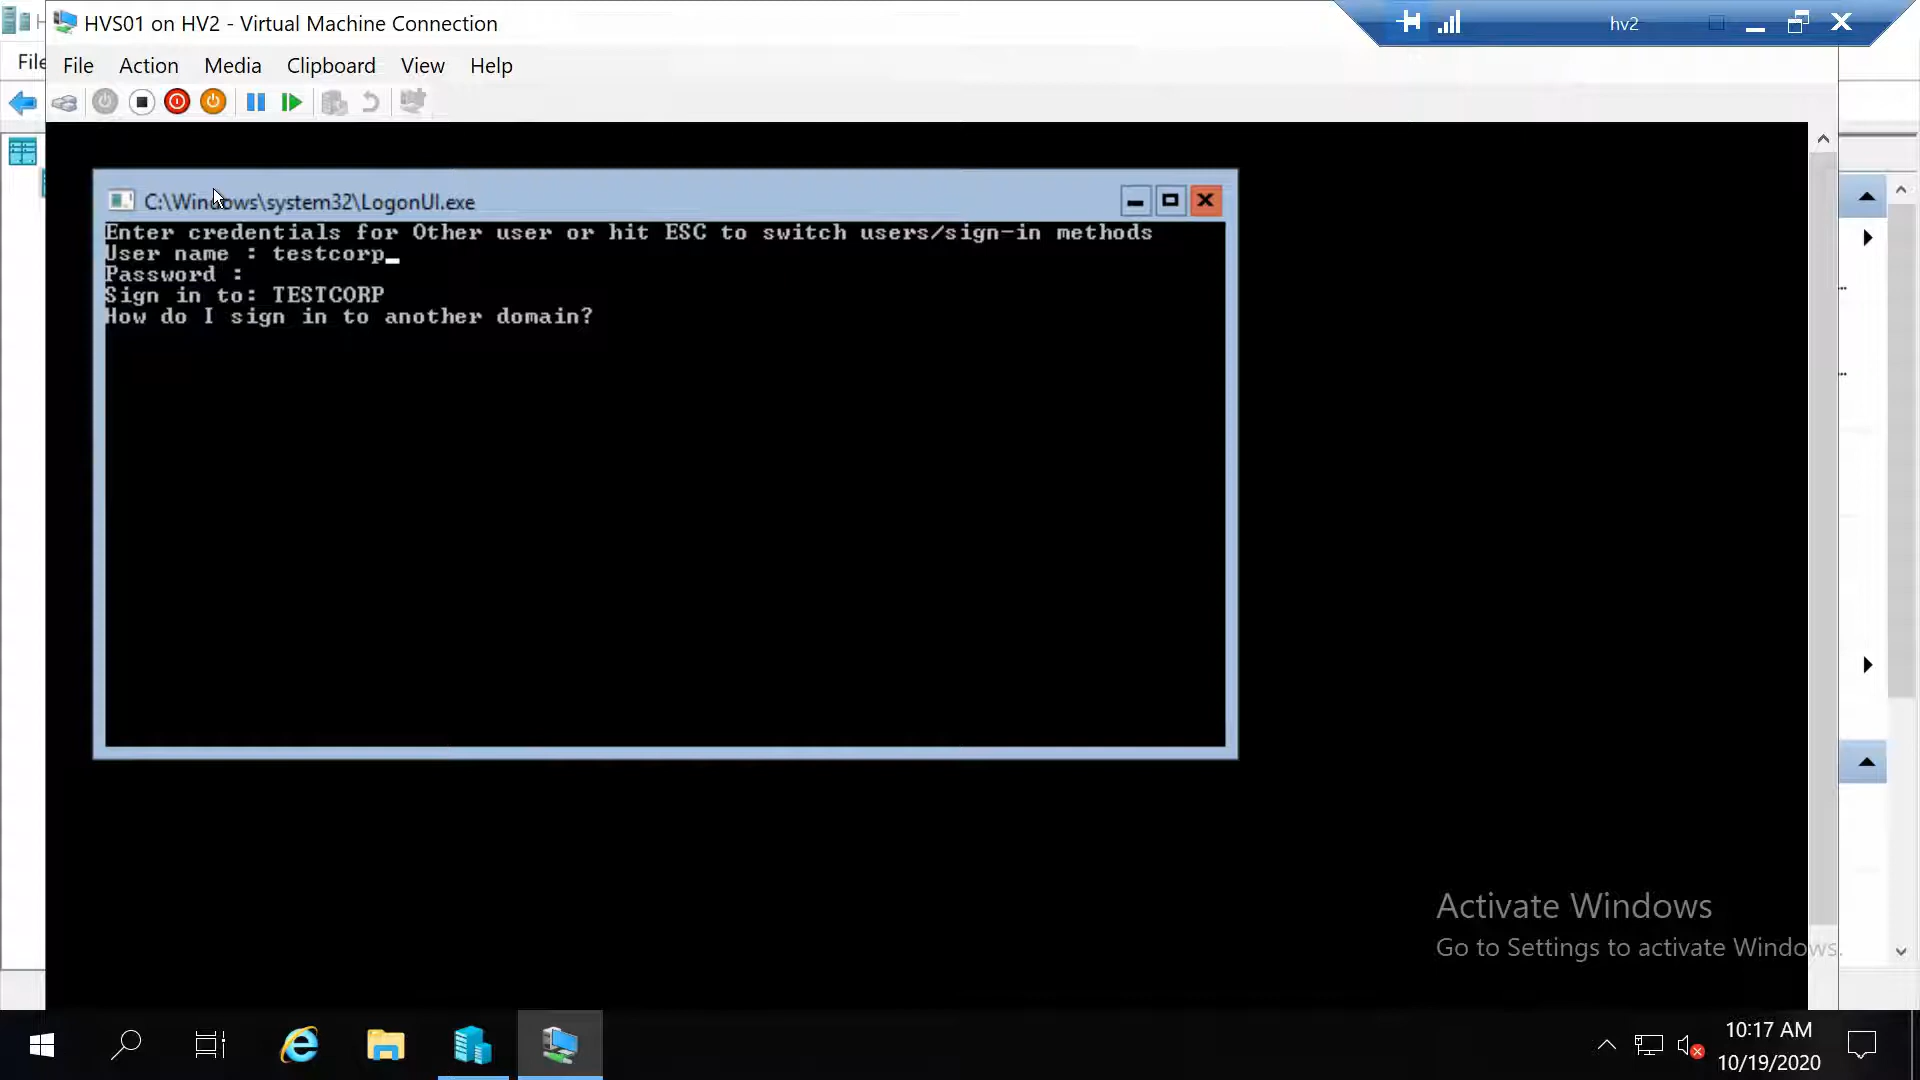 HVS01 on HV2 - Virtual Machine Connection
hv2
File
File Action Media Clipboard View Help
C:\Windows\system32\LogonUI.exe
Enter credentials for Other user or hit ESC to switch users/sign-in methods
User name : testcorp_
Password :
Sign in to: TESTCORP
How do I sign in to another domain?
Activate Windows
Go to Settings to activate Windows.
10:17 AM
10/19/2020